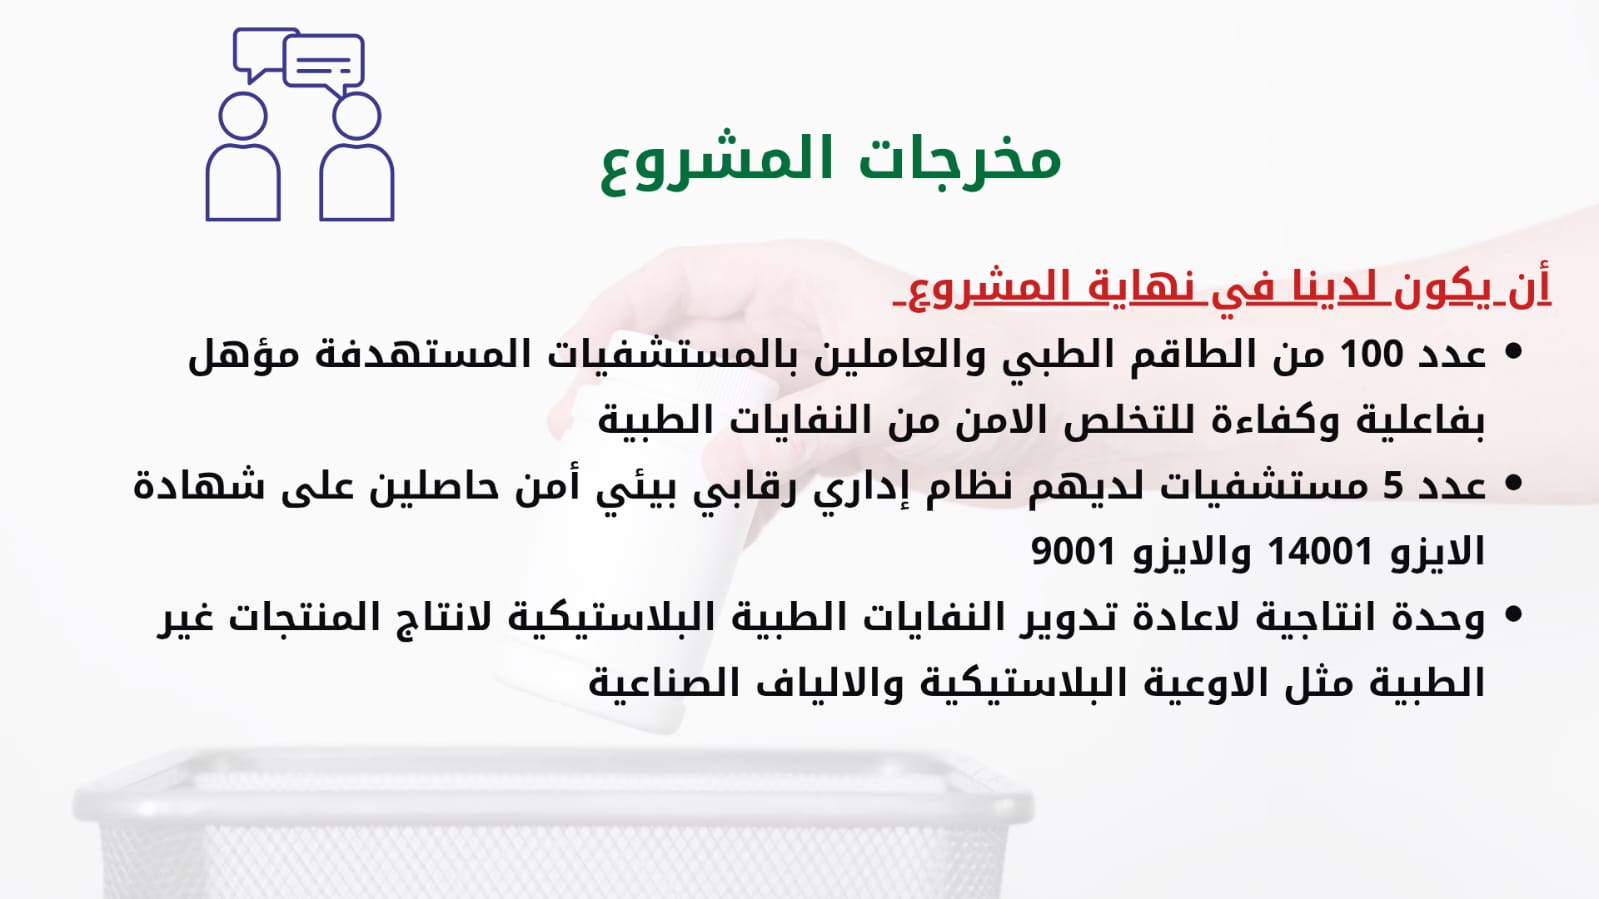 مخرجات المشروع
أن يكون لدينا في نهاية المشروع
• عدد 100 من الطاقم الطبي والعاملين بالمستشفيات المستهدفة مؤهل
بفاعلية وكفاءة للتخلص الامن من النفايات الطبية
• عدد 5 مستشفيات لديهم نظام إداري رقابي بيئي أمن حاصلين على شهادة
الايزو 14001 والايزو 9001
• وحدة انتاجية لاعادة تدوير النفايات الطبية البلاستيكية لانتاج المنتجات غير
الطبية مثل الاوعية البلاستيكية والالياف الصناعية